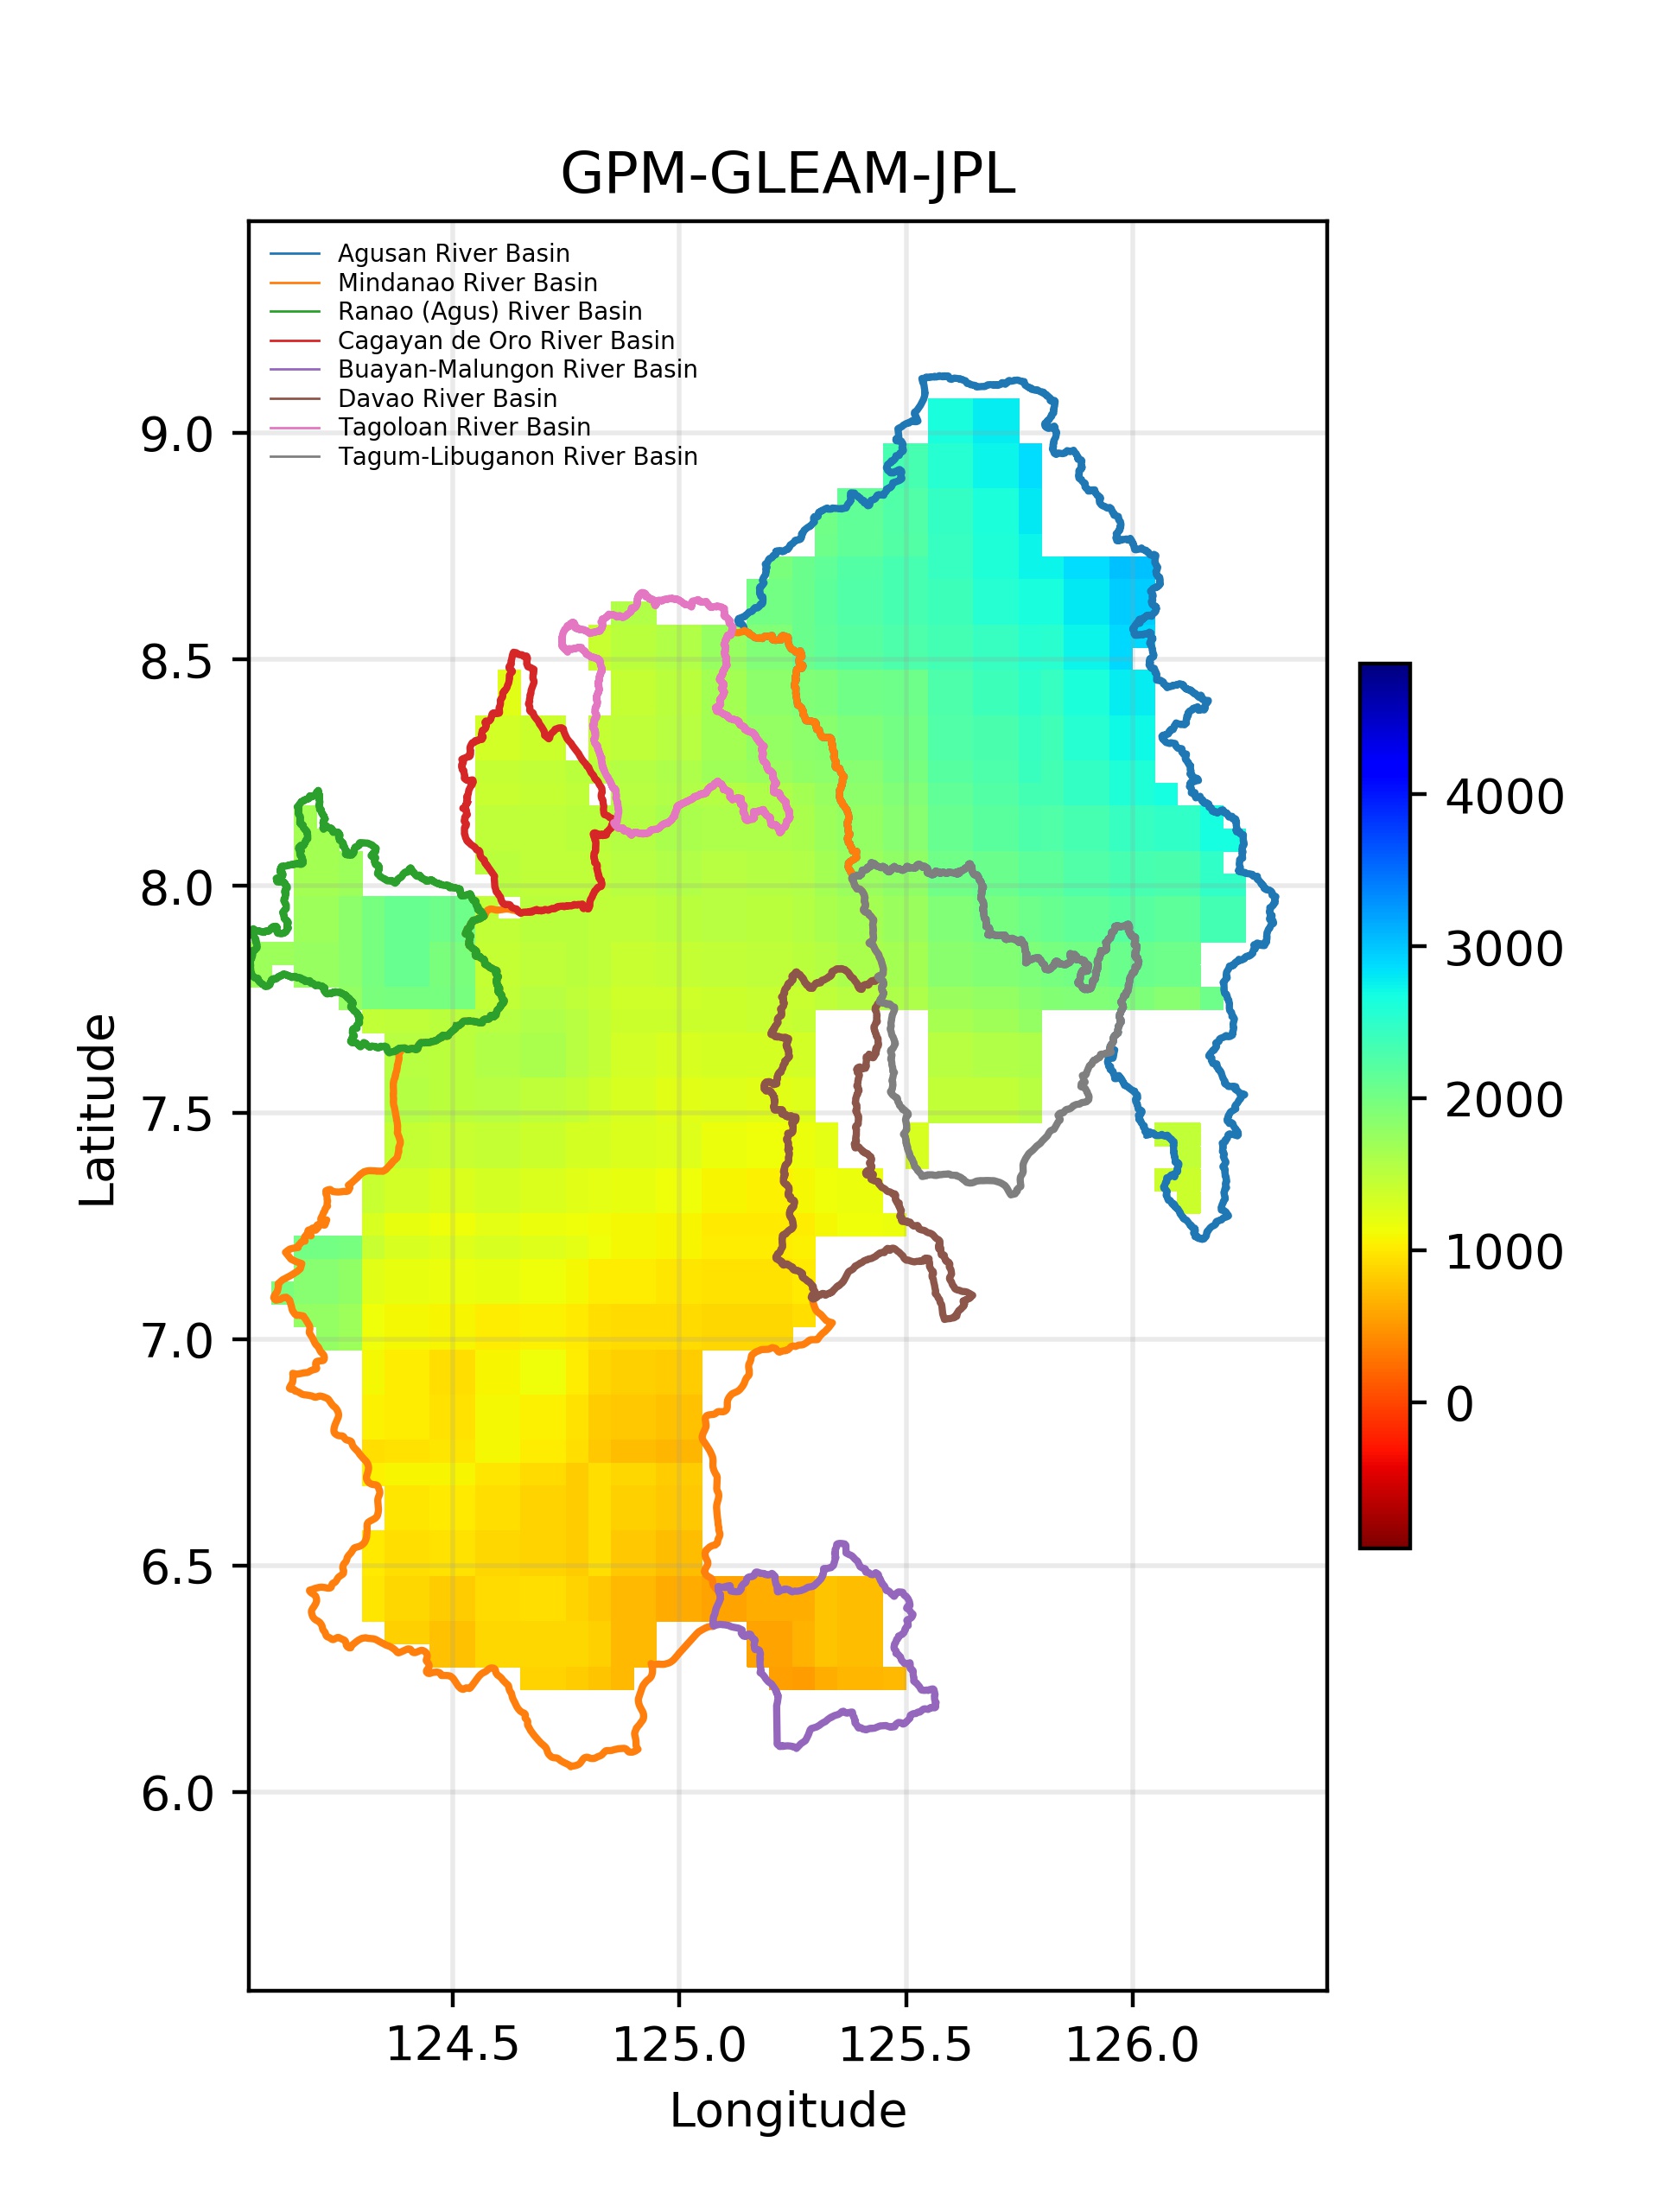 GPM-GLEAM-JPL
Agusan River Basin
Mindanao River Basin
Ranao (Agus) River Basin
Cagayan de Oro River Basin
Buayan-Malungon River Basin
Davao River Basin
Tagoloan River Basin
Tagum-Libuganon River Basin
9.0
8.5
8.0
7.5
7.0
6.5
6.0
Latitude
124.5
125.0
125.5
126.0
Longitude
4000
3000
2000
1000
0